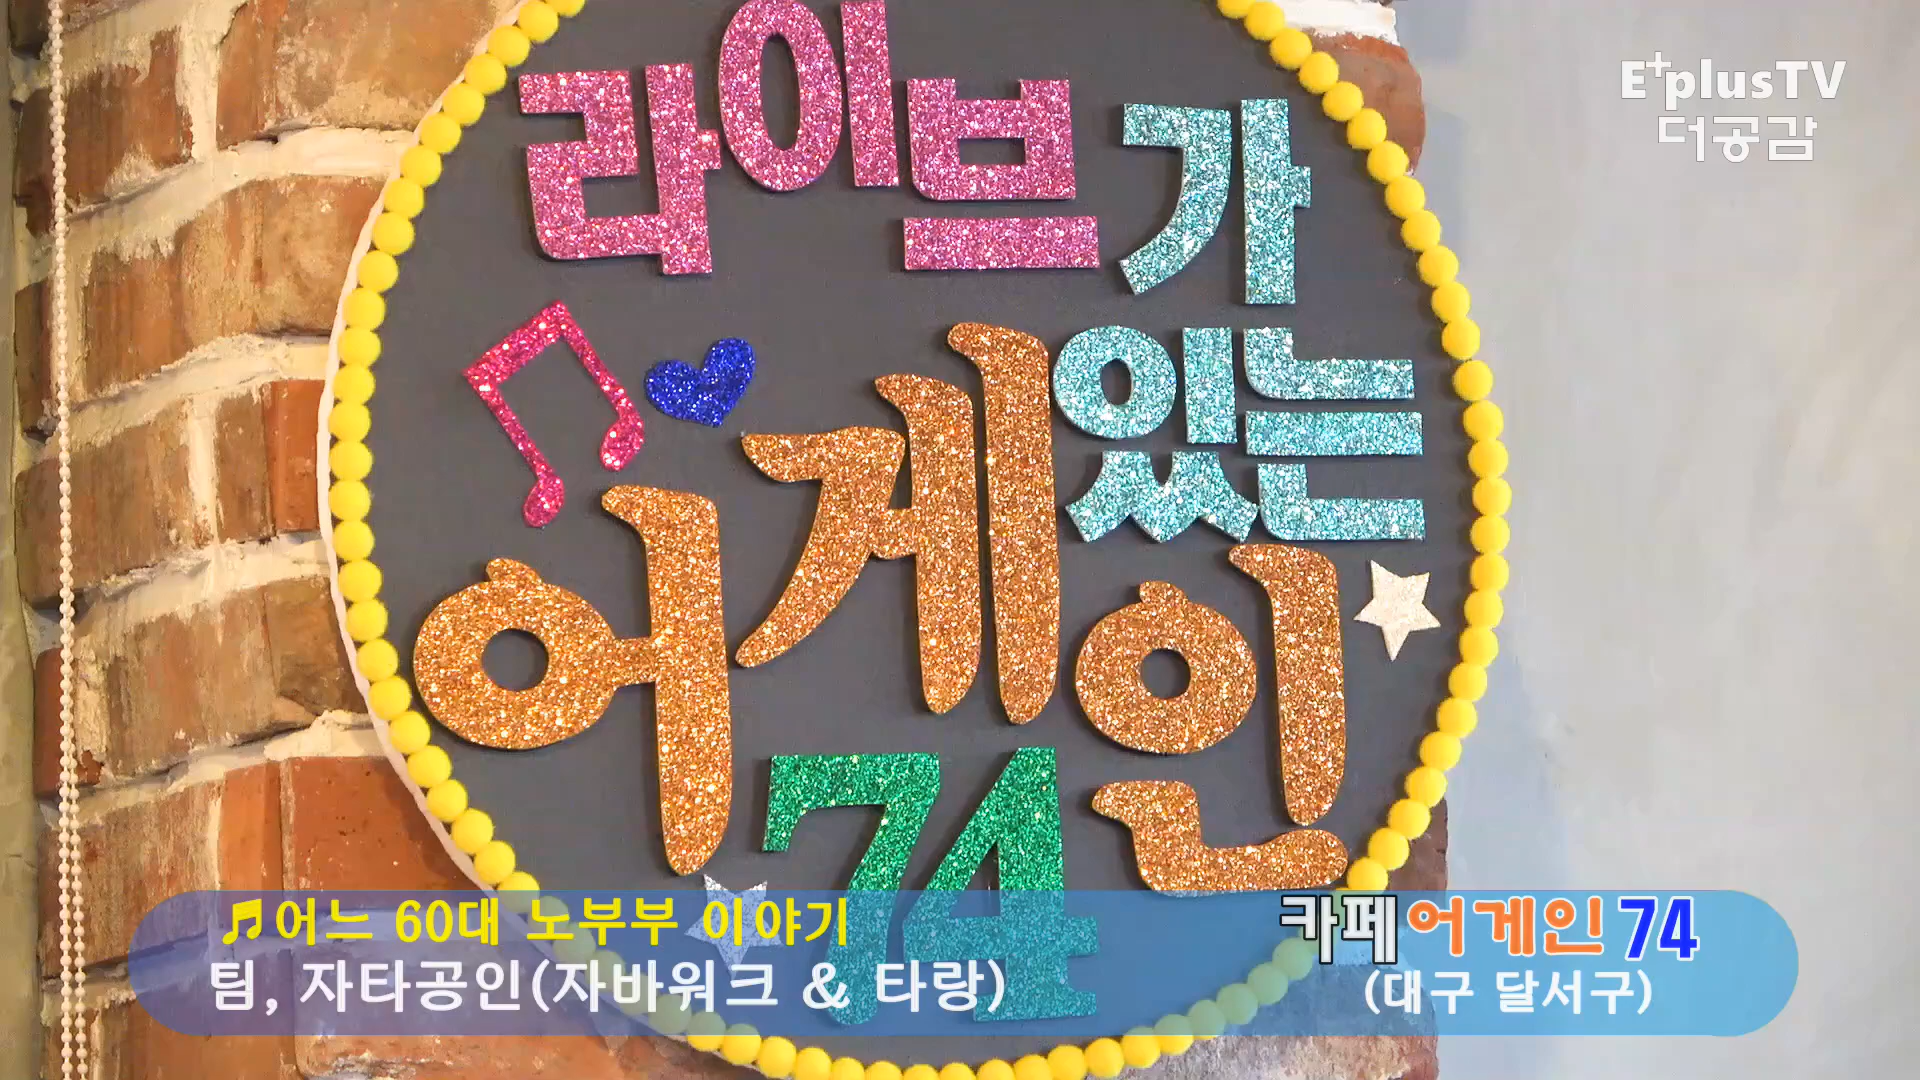 E+plusTV
더공감
라이브가
있는
어게인
74
어느 60대 노부부 이야기
팀, 자타공인(자바워크 & 타랑)
카페 어게인 74
(대구 달서구)